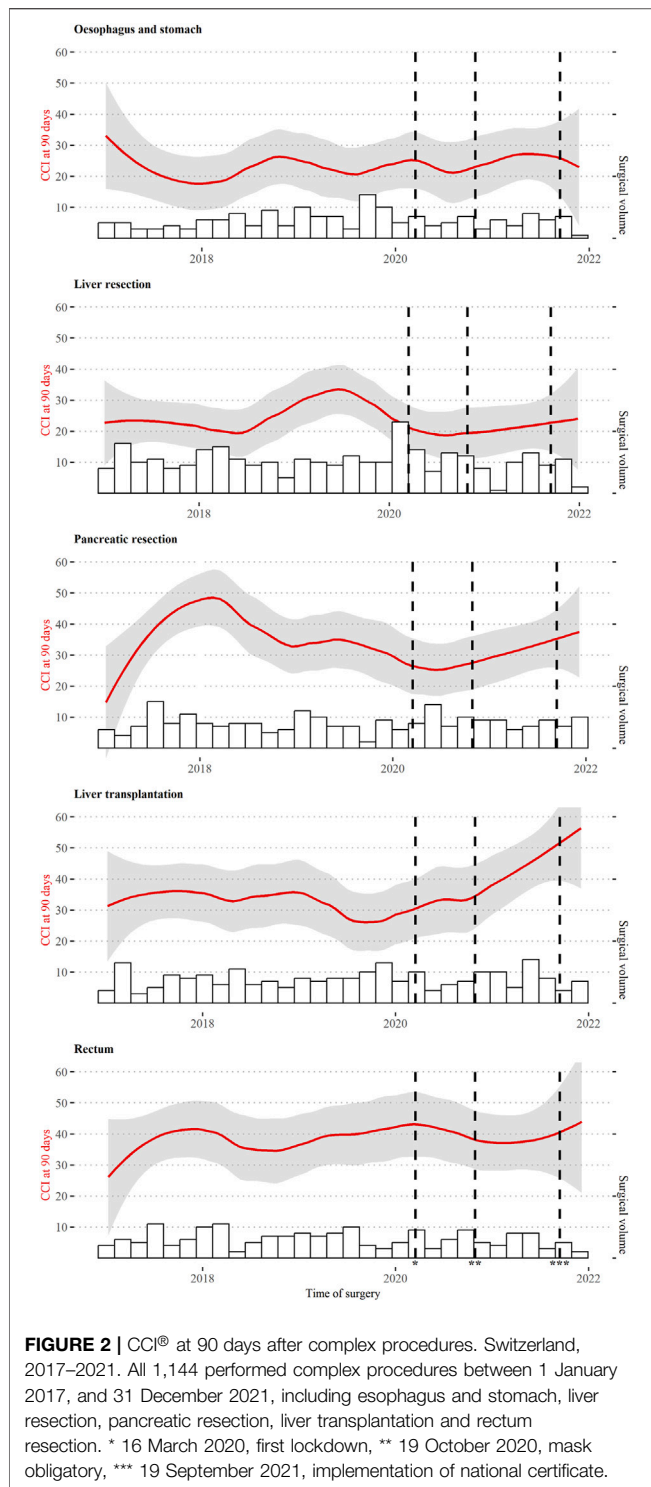 Oesophagus and stomach
60
50
40
30
20
10
CCI at 90 days
Surgical volume
2018
2020
2022
Liver resection
60
50
40
30
20
10
CCI at 90 days
Surgical volume
2018
2020
2022
Pancreatic resection
60
50
40
30
20
10
CCI at 90 days
Surgical volume
2018
2020
2022
Liver transplantation
60
50
40
30
20
10
CCI at 90 days
Surgical volume
2018
2020
2022
Rectum
60
50
40
30
20
10
CCI at 90 days
Surgical volume
* ** ***
2018
2020
2022
Time of surgery
FIGURE 2 | CCI® at 90 days after complex procedures. Switzerland,
2017–2021. All 1,144 performed complex procedures between 1 January
2017, and 31 December 2021, including esophagus and stomach, liver
resection, pancreatic resection, liver transplantation and rectum
resection. * 16 March 2020, first lockdown, ** 19 October 2020, mask
obligatory, *** 19 September 2021, implementation of national certificate.